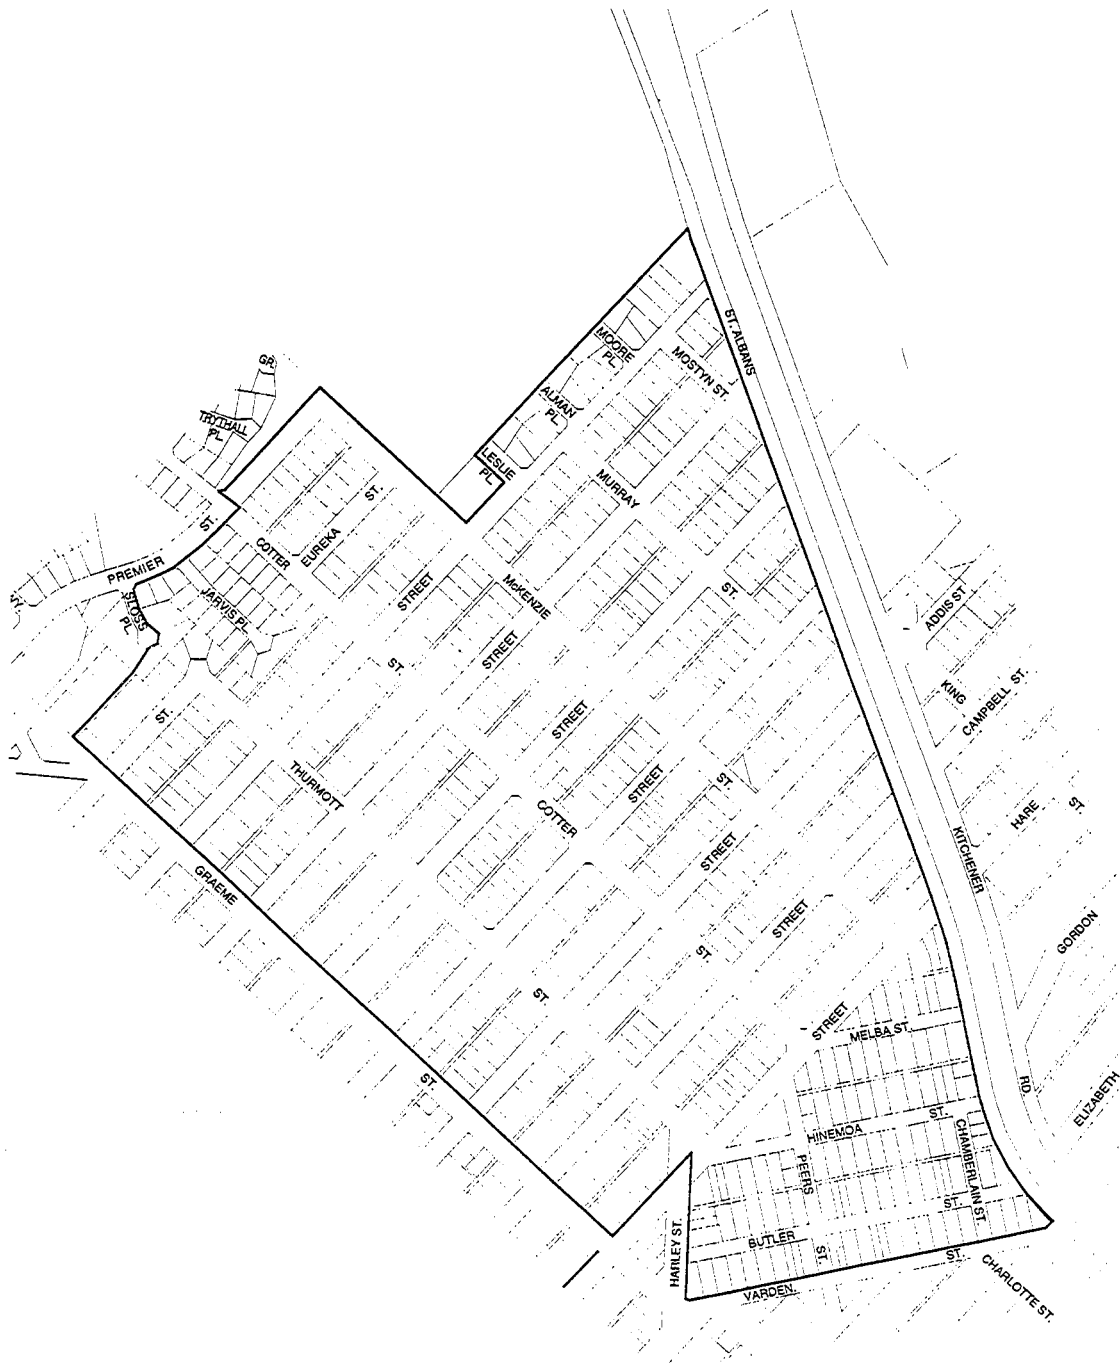 ST. ALBANS
MOORE
PL.
MOSTYN ST.
GR.
ALMAN
PL.
TRYTHALL
PL.
LESLIE
PL.
MURRAY
ST.
ST.
COTTER
EUREKA
PREMIER
STREET
McKENZIE
ST.
SLOSS
PL.
JARVIS PL.
ADDIS ST
STREET
ST.
KING
CAMPBELL ST.
ST.
STREET
THURMOTT
STREET
ST.
COTTER
HARE
ST.
STREET
KITCHENER
GRAEME
STREET
GORDON
ST.
ST.
STREET
MELBA ST.
ST.
RD.
ELIZABETH
ST.
HINEMOA
CHAMBERLAIN ST.
PEERS
ST.
HARLEY ST.
BUTLER
ST.
ST.
CHARLOTTE ST.
VARDEN.